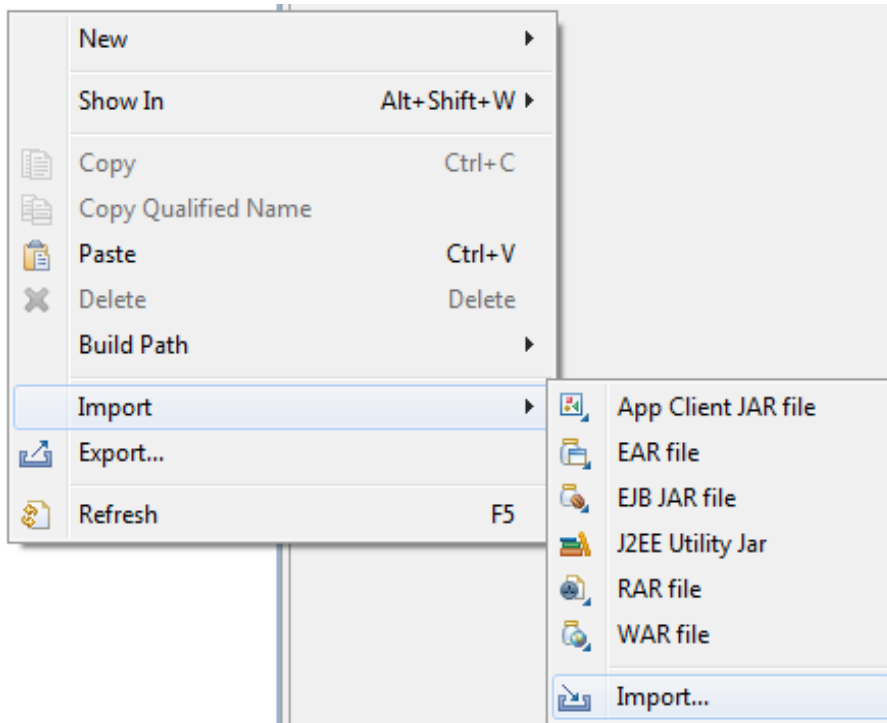 New
Show In Alt+Shift+W
Copy Ctrl+C
Copy Qualified Name
Paste Ctrl+V
Delete Delete
Build Path
Import
Export...
Refresh F5
App Client JAR file
EAR file
EJB JAR file
J2EE Utility Jar
RAR file
WAR file
Import...